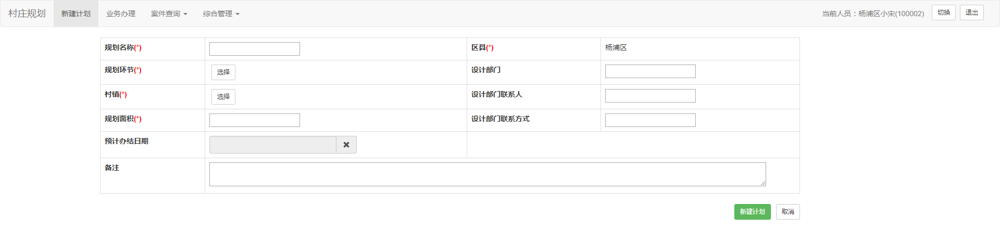 村庄规划 新建计划 业务办理 案件查询 综合管理 当前人员：杨浦区小宋(100002) 切换 退出
规划名称(*) 区县(*) 杨浦区
规划环节(*) 选择 设计部门
村镇(*) 选择 设计部门联系人
规划面积(*) 设计部门联系方式
预计办结日期
备注
新建计划 取消